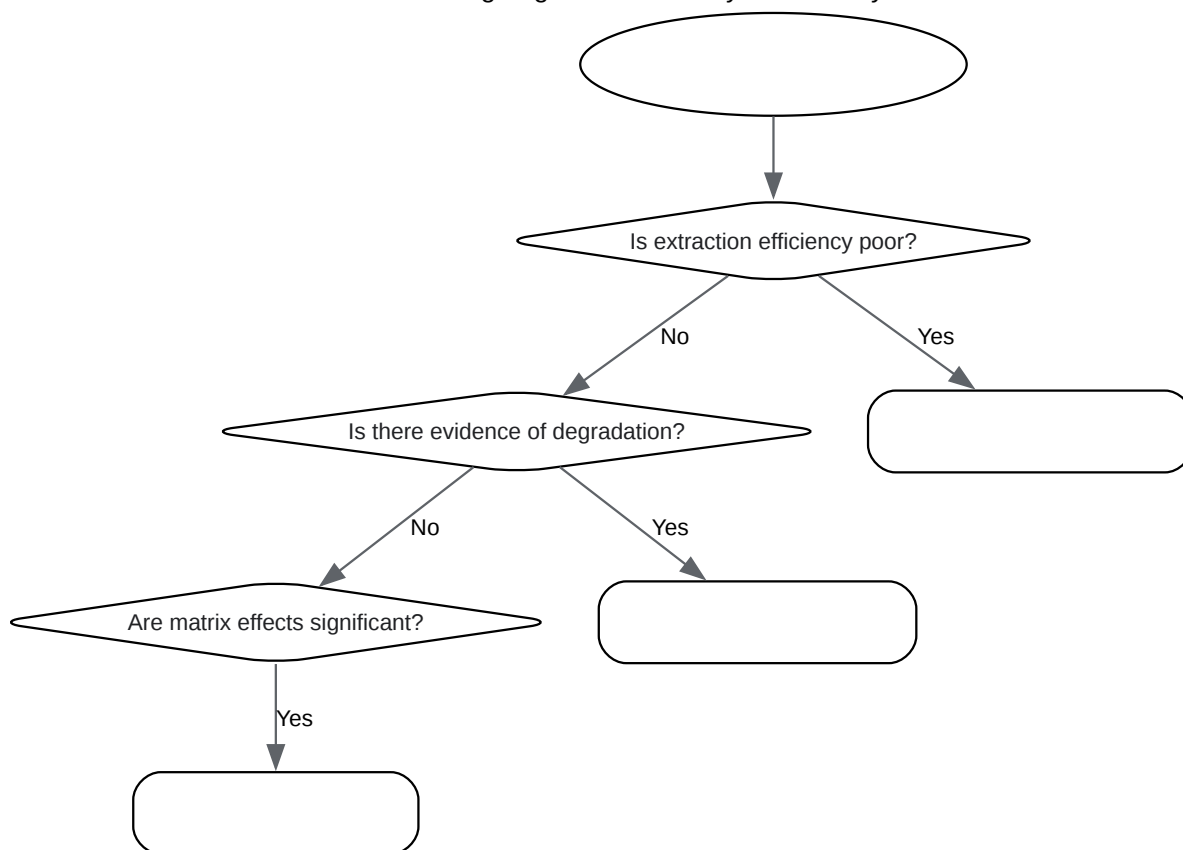 Is extraction efficiency poor?
No
Yes
Is there evidence of degradation?
No
Yes
Are matrix effects significant?
Yes